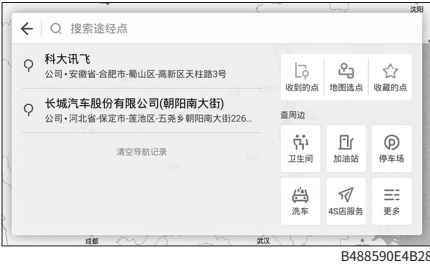 沈阳
搜索途经点
科大讯飞
公司•安徽省-合肥市-蜀山区-高新区天柱路3号
长城汽车股份有限公司(朝阳南大街)
公司•河北省-保定市-莲池区-五尧乡朝阳南大街226...
清空导航记录
收到的点 地图选点 收藏的点
查周边
卫生间 加油站 停车场
洗车 4S店服务 更多
成都 武汉
B488590E4B28